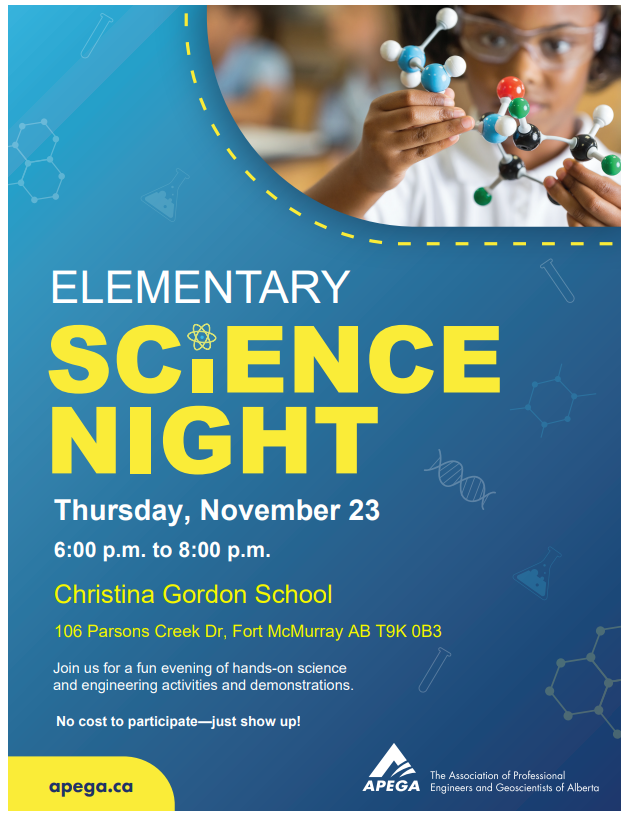 ELEMENTARY
SCiENCE
NIGHT
Thursday, November 23
6:00 p.m. to 8:00 p.m.
Christina Gordon School
106 Parsons Creek Dr, Fort McMurray AB T9K 0B3
Join us for a fun evening of hands-on science
and engineering activities and demonstrations.
No cost to participate—just show up!
apega.ca
APEGA
The Association of Professional
Engineers and Geoscientists of Alberta